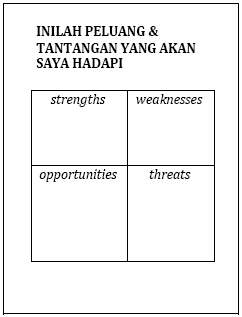 INILAH PELUANG &
TANTANGAN YANG AKAN
SAYA HADAPI
strengths weaknesses
opportunities threats